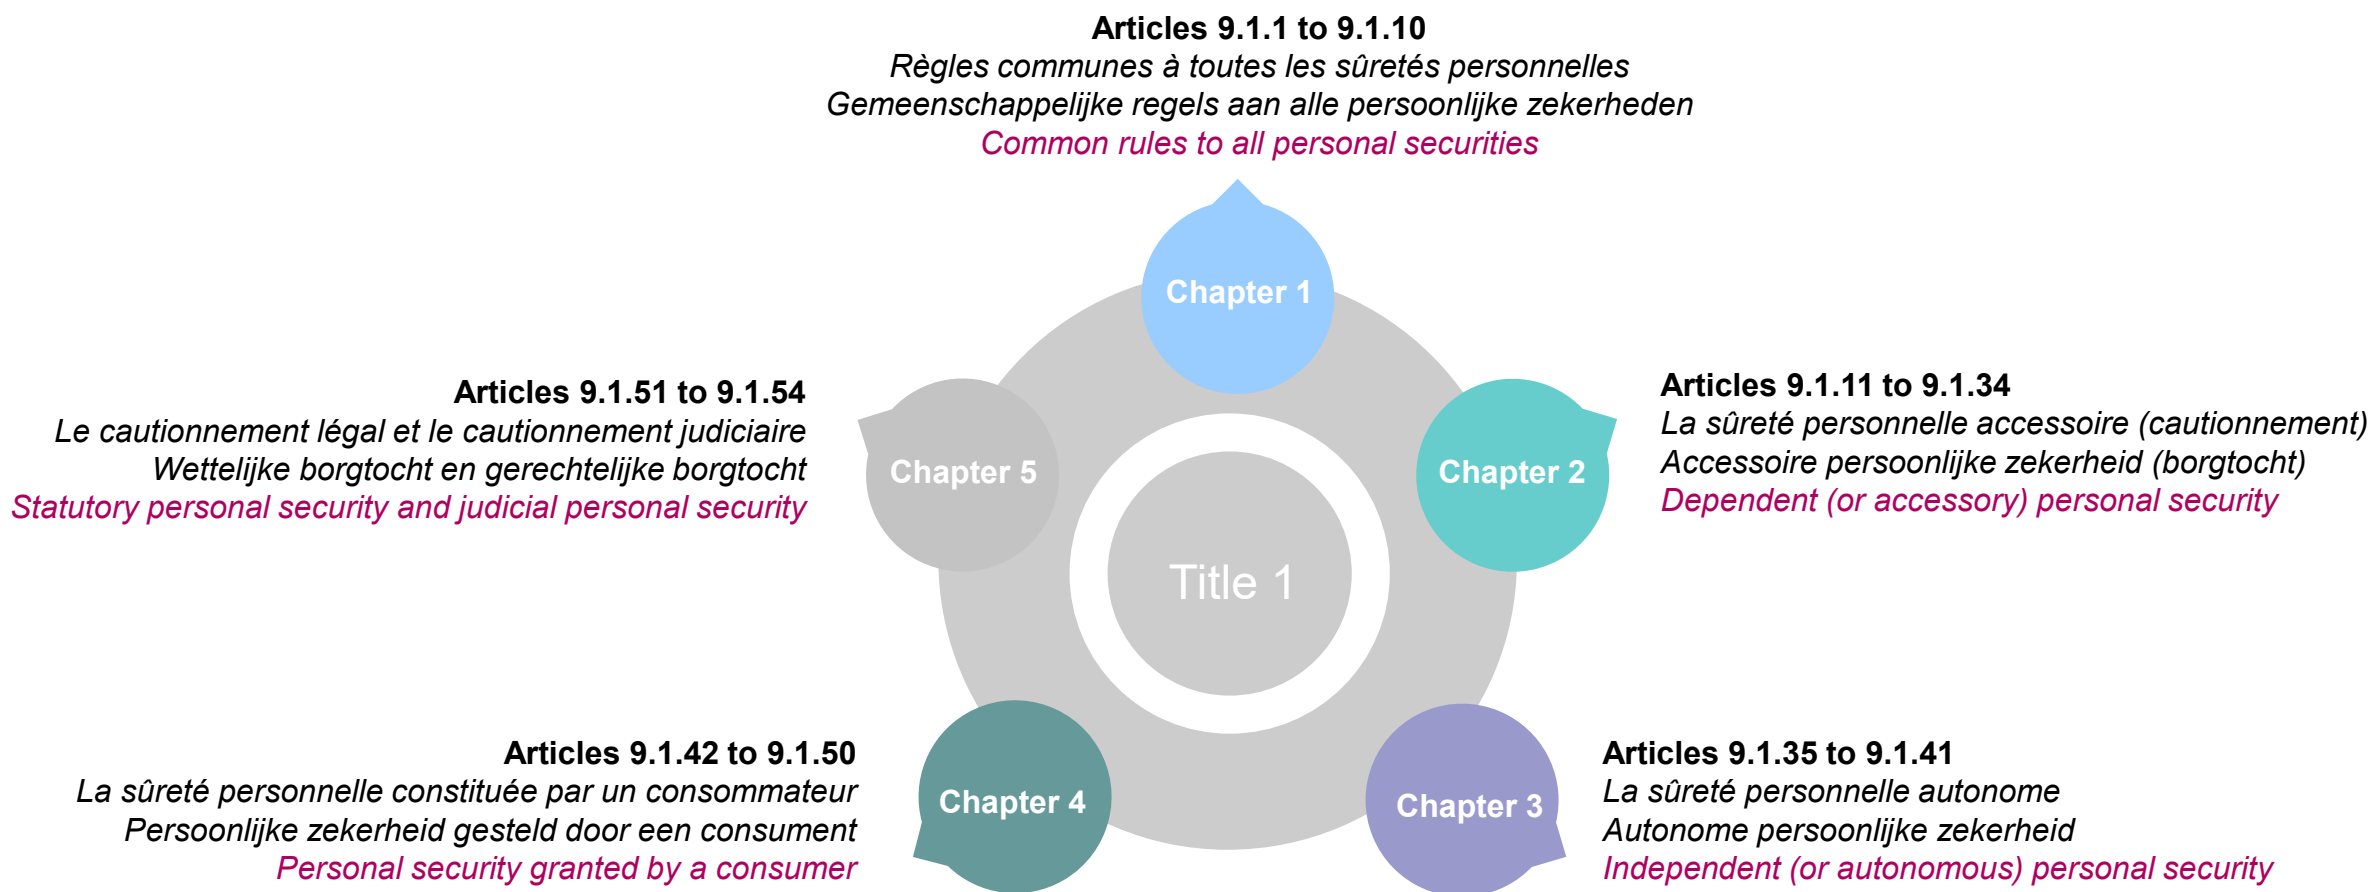 Articles 9.1.1 to 9.1.10
Règles communes à toutes les sûretés personnelles
Gemeenschappelijke regels aan alle persoonlijke zekerheden
Common rules to all personal securities
Chapter 1
Articles 9.1.11 to 9.1.34
La sûreté personnelle accessoire (cautionnement)
Accessoire persoonlijke zekerheid (borgtocht)
Dependent (or accessory) personal security
Chapter 2
Articles 9.1.35 to 9.1.41
La sûreté personnelle autonome
Autonome persoonlijke zekerheid
Independent (or autonomous) personal security
Chapter 3
Articles 9.1.42 to 9.1.50
La sûreté personnelle constituée par un consommateur
Persoonlijke zekerheid gesteld door een consument
Personal security granted by a consumer
Chapter 4
Articles 9.1.51 to 9.1.54
Le cautionnement légal et le cautionnement judiciaire
Wettelijke borgtocht en gerechtelijke borgtocht
Statutory personal security and judicial personal security
Chapter 5
Title 1